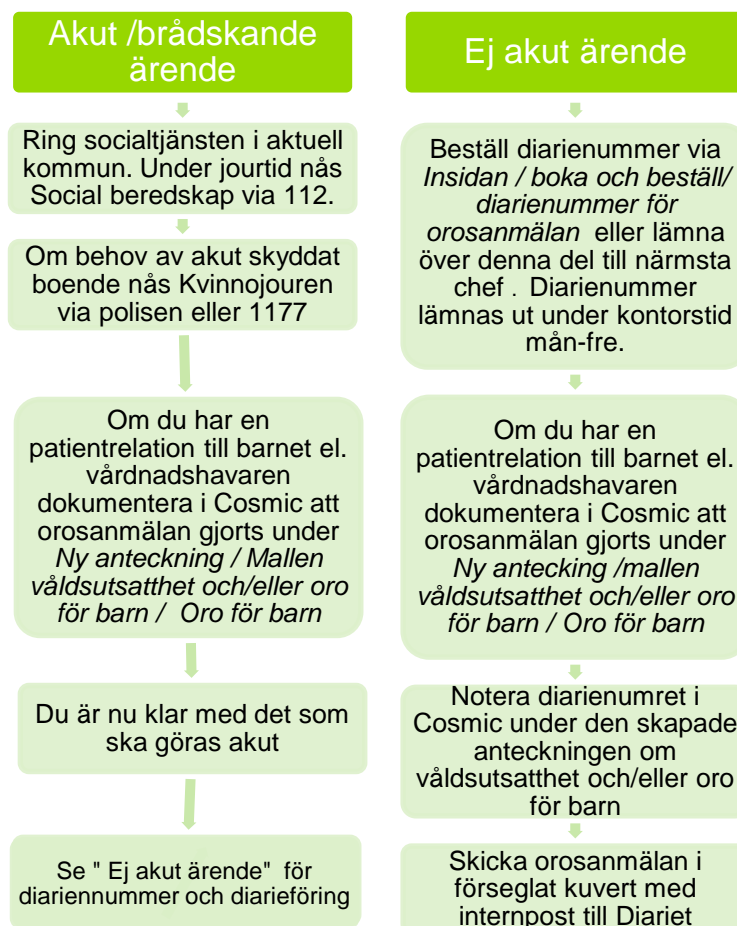 Akut /brådskande
ärende
Ring socialtjänsten i aktuell
kommun. Under jourtid nås
Social beredskap via 112.
Om behov av akut skyddat
boende nås Kvinnojouren
via polisen eller 1177
Om du har en
patientrelation till barnet el.
vårdnadshavaren
dokumentera i Cosmic att
orosanmälan gjorts under
Ny anteckning / Mallen
våldsutsatthet och/eller oro
för barn / Oro för barn
Du är nu klar med det som
ska göras akut
Se " Ej akut ärende" för
diariennummer och diarieföring
Ej akut ärende
Beställ diarienummer via
Insidan / boka och beställ/
diarienummer för
orosanmälan eller lämna
över denna del till närmsta
chef . Diarienummer
lämnas ut under kontorstid
mån-fre.
Om du har en
patientrelation till barnet el.
vårdnadshavaren
dokumentera i Cosmic att
orosanmälan gjorts under
Ny antecking /mallen
våldsutsatthet och/eller oro
för barn / Oro för barn
Notera diarienumret i
Cosmic under den skapade
anteckningen om
våldsutsatthet och/eller oro
för barn
Skicka orosanmälan i
förseglat kuvert med
internpost till Diariet